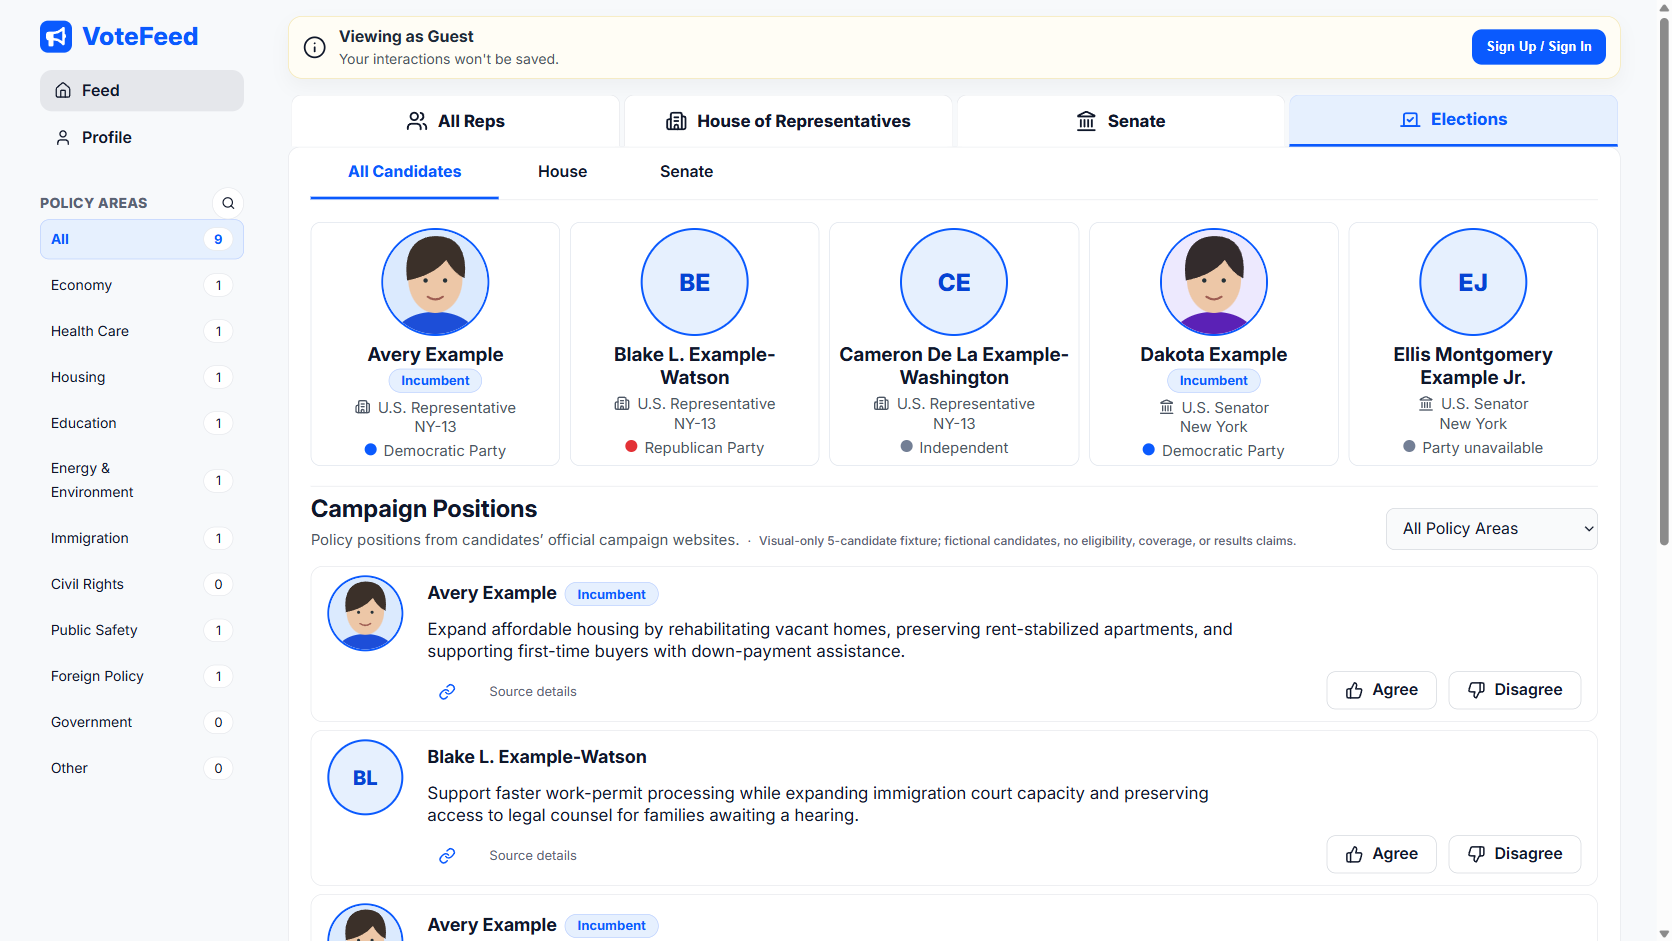 VoteFeed
Feed
Profile
POLICY AREAS
All 9
Economy 1
Health Care 1
Housing 1
Education 1
Energy &
Environment 1
Immigration 1
Civil Rights 0
Public Safety 1
Foreign Policy 1
Government 0
Other 0
Viewing as Guest
Your interactions won't be saved.
Sign Up / Sign In
All Reps
House of Representatives
Senate
Elections
All Candidates
House
Senate
Avery Example
Incumbent
U.S. Representative
NY-13
Democratic Party
BE
Blake L. Example-
Watson
U.S. Representative
NY-13
Republican Party
CE
Cameron De La Example-
Washington
U.S. Representative
NY-13
Independent
Dakota Example
Incumbent
U.S. Senator
New York
Democratic Party
EJ
Ellis Montgomery
Example Jr.
U.S. Senator
New York
Party unavailable
Campaign Positions
Policy positions from candidates’ official campaign websites. · Visual-only 5-candidate fixture; fictional candidates, no eligibility, coverage, or results claims.
All Policy Areas
Avery Example Incumbent
Expand affordable housing by rehabilitating vacant homes, preserving rent-stabilized apartments, and
supporting first-time buyers with down-payment assistance.
Source details
Agree
Disagree
BL
Blake L. Example-Watson
Support faster work-permit processing while expanding immigration court capacity and preserving
access to legal counsel for families awaiting a hearing.
Source details
Agree
Disagree
Avery Example Incumbent